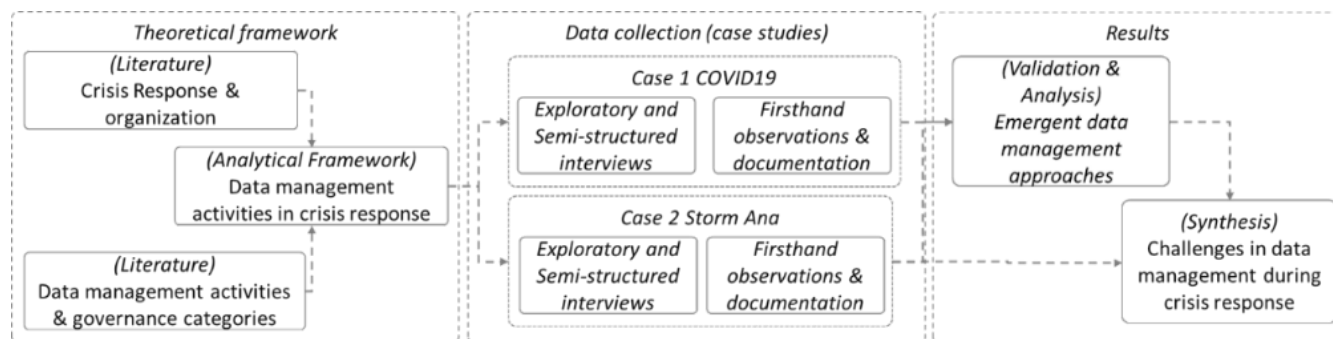 Theoretical framework
(Literature)
Crisis Response &
organization
(Analytical Framework)
Data management
activities in crisis response
(Literature)
Data management activities
& governance categories
Data collection (case studies)
Case 1 COVID19
Exploratory and
Semi-structured
interviews
Firsthand
observations &
documentation
Case 2 Storm Ana
Exploratory and
Semi-structured
interviews
Firsthand
observations &
documentation
Results
(Validation &
Analysis)
Emergent data
management
approaches
(Synthesis)
Challenges in data
management during
crisis response